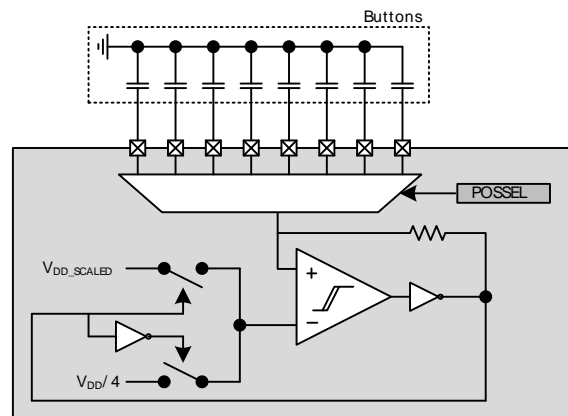 Buttons
POSSEL
V_DD_SCALED
+
−
V_DD/ 4